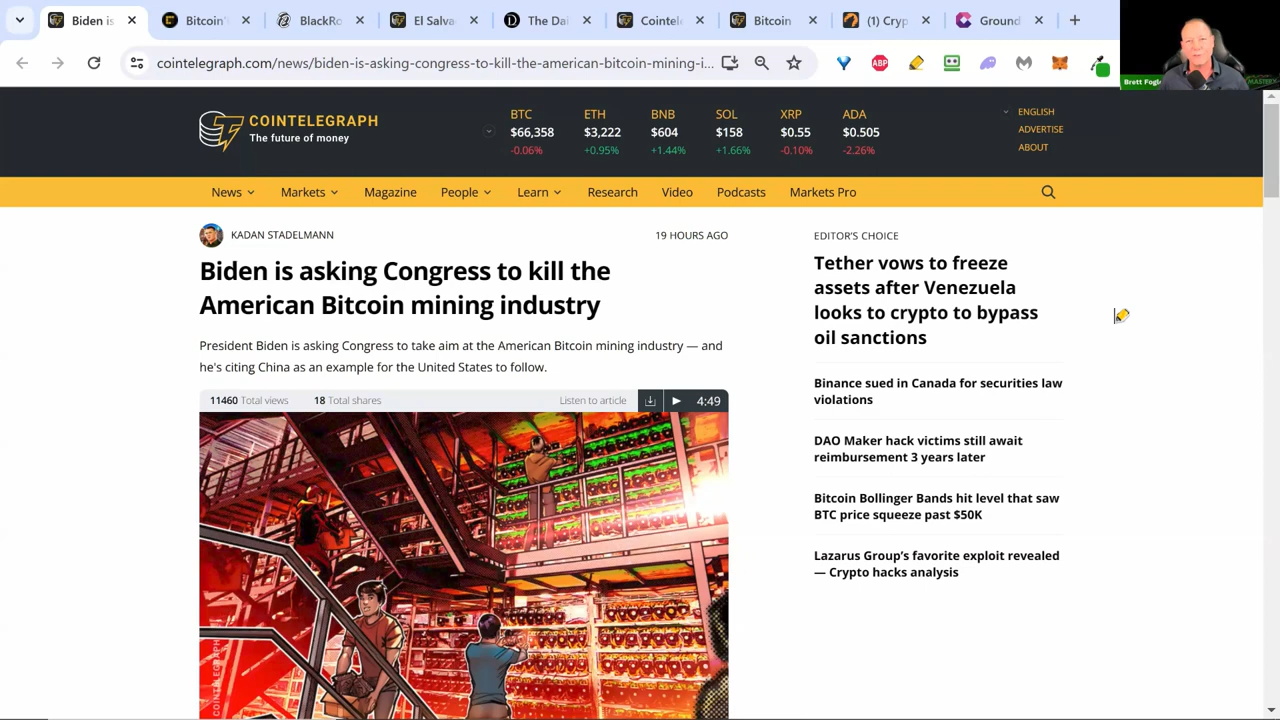 Biden is
Bitcoin'
BlackRo
El Salva
The Dai
Cointele
Bitcoin
(1) Cryp
Ground
cointelegraph.com/news/biden-is-asking-congress-to-kill-the-american-bitcoin-mining-i...
ABP
Brett Fogle
COINTELEGRAPH
The future of money
BTC ETH BNB SOL XRP ADA
$66,358 $3,222 $604 $158 $0.55 $0.505
-0.06% +0.95% +1.44% +1.66% -0.10% -2.26%
ENGLISH
ADVERTISE
ABOUT
News Markets Magazine People Learn Research Video Podcasts Markets Pro
KADAN STADELMANN 19 HOURS AGO
Biden is asking Congress to kill the
American Bitcoin mining industry
President Biden is asking Congress to take aim at the American Bitcoin mining industry — and
he's citing China as an example for the United States to follow.
11460 Total views 18 Total shares Listen to article 4:49
COINTELEGRAPH
EDITOR'S CHOICE
Tether vows to freeze
assets after Venezuela
looks to crypto to bypass
oil sanctions
Binance sued in Canada for securities law
violations
DAO Maker hack victims still await
reimbursement 3 years later
Bitcoin Bollinger Bands hit level that saw
BTC price squeeze past $50K
Lazarus Group's favorite exploit revealed
— Crypto hacks analysis